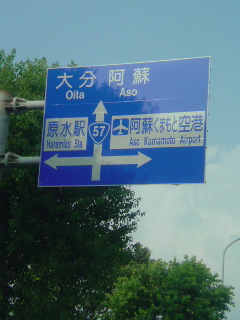 大分 阿蘇
Oita Aso
原水駅
Haramizu Sta
57
阿蘇くまもと空港
Aso Kumamoto Airport